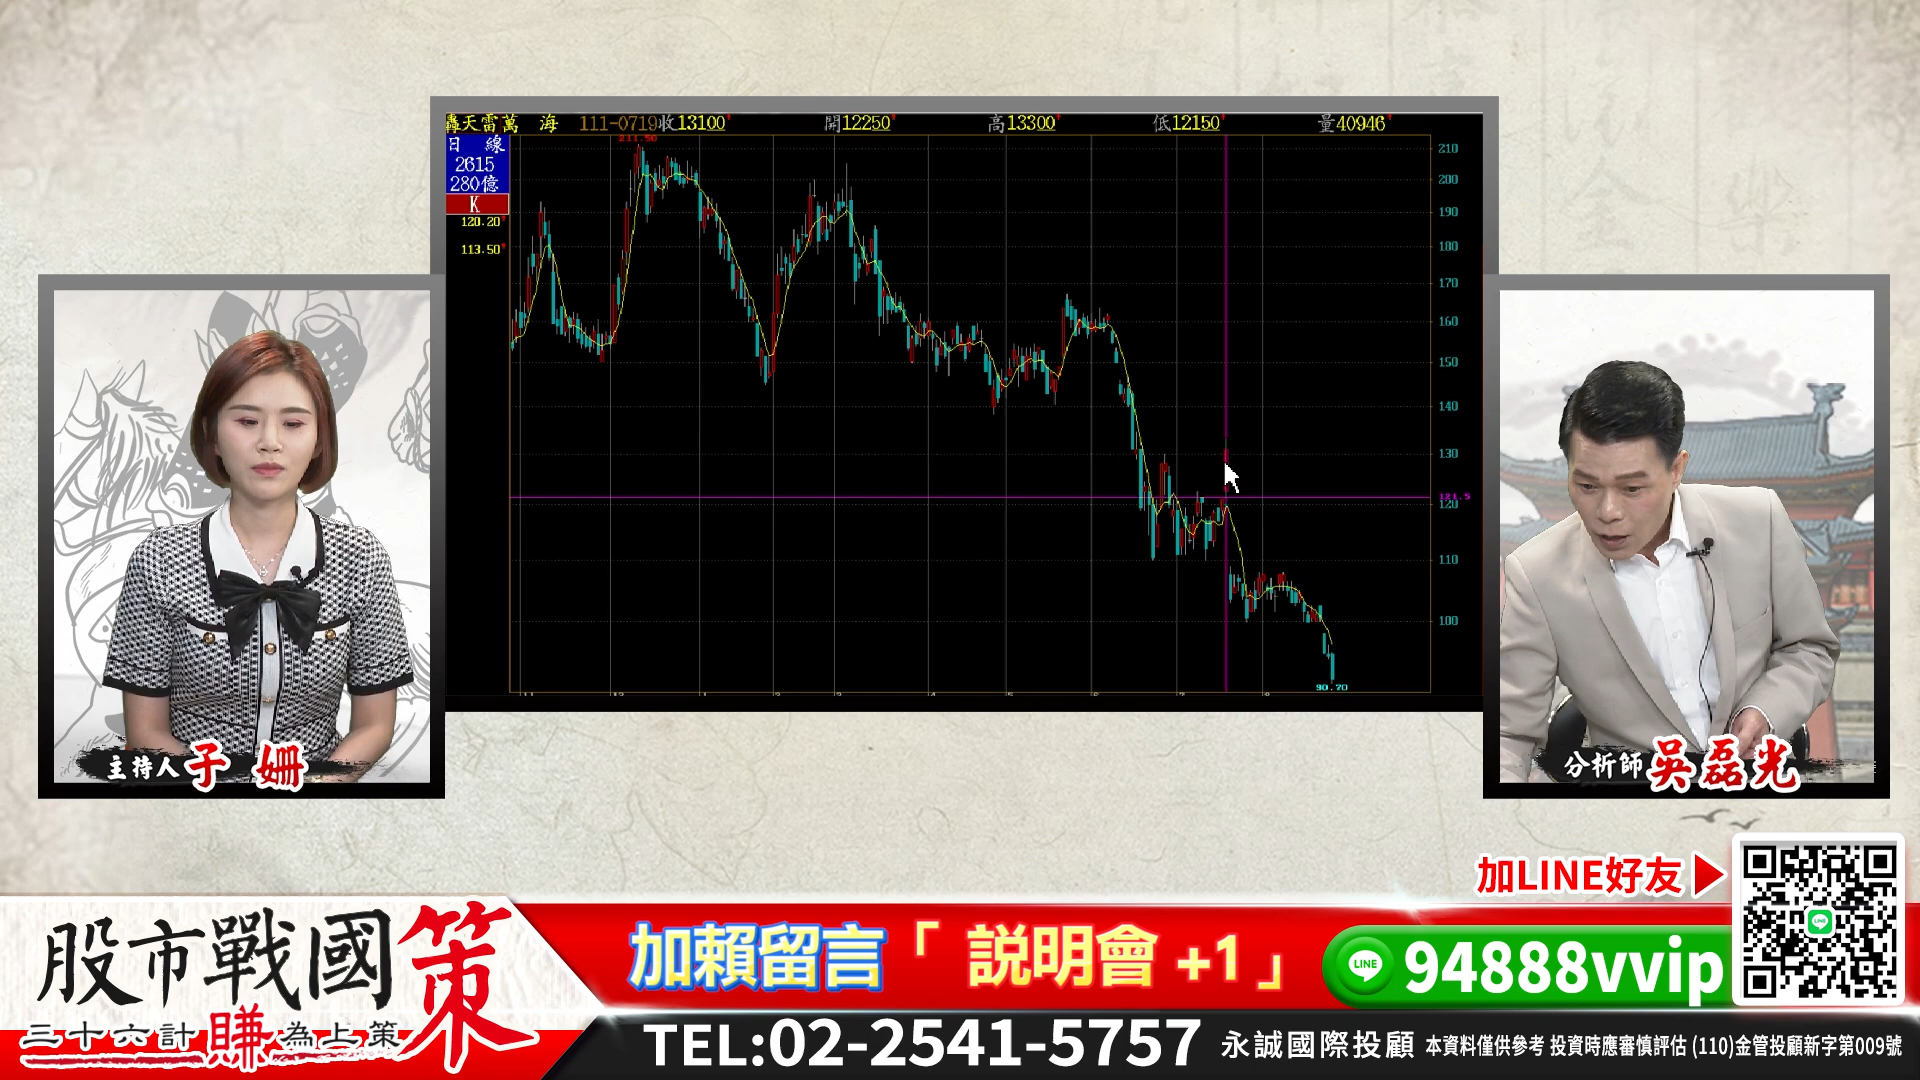 轟天雷萬 海 111-0719收13100 開12250 高13300 低12150 量40946
日 線
2615
280億
K
120.20
113.50
211.50
210
200
190
180
170
160
150
140
130
121.5
120
110
100
90.70
主持人子 姍
分析師吳磊光
加LINE好友
股市戰國策
三十六計賺為上策
加賴留言「 説明會 +1」
LINE 94888vvip
LINE
TEL:02-2541-5757 永誠國際投顧 本資料僅供參考 投資時應審慎評估 (110)金管投顧新字第009號